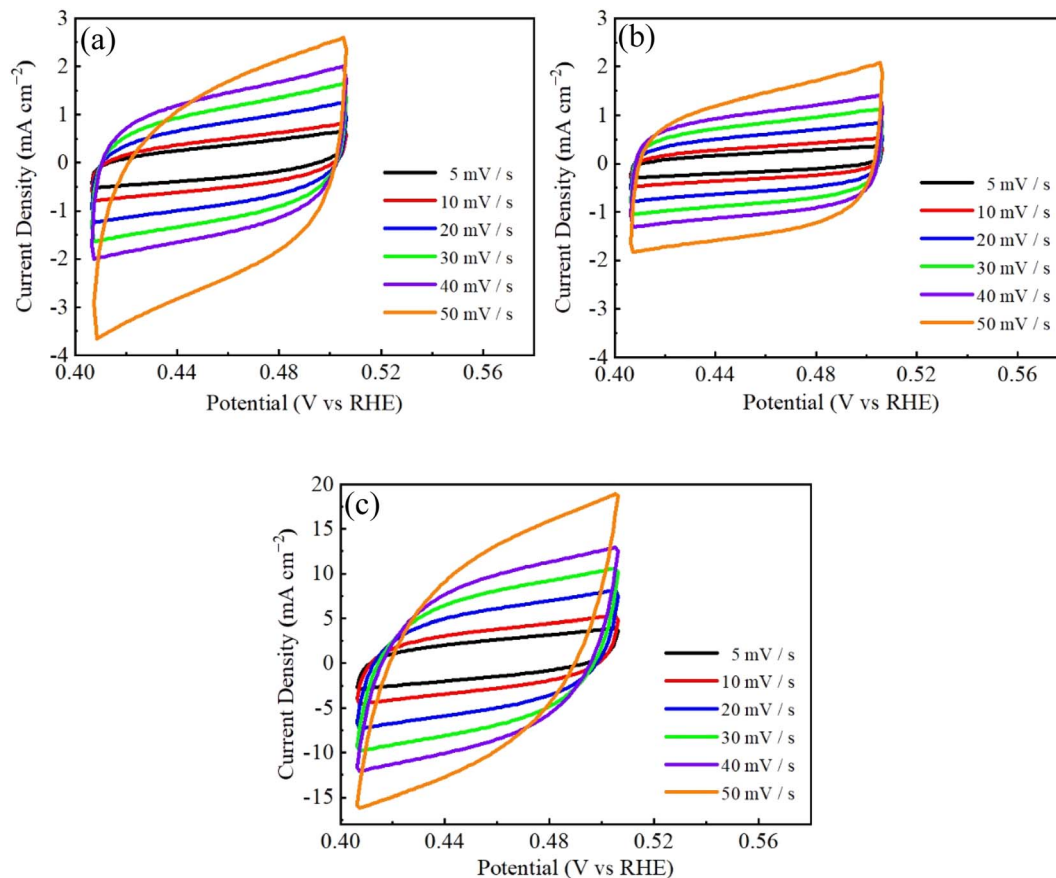 (a)
3
2
1
0
-1
-2
-3
-4
Current Density (mA cm⁻²)
5 mV / s
10 mV / s
20 mV / s
30 mV / s
40 mV / s
50 mV / s
0.40 0.44 0.48 0.52 0.56
Potential (V vs RHE)
(b)
3
2
1
0
-1
-2
-3
-4
Current Density (mA cm⁻²)
5 mV / s
10 mV / s
20 mV / s
30 mV / s
40 mV / s
50 mV / s
0.40 0.44 0.48 0.52 0.56
Potential (V vs RHE)
(c)
20
15
10
5
0
-5
-10
-15
Current Density (mA cm⁻²)
5 mV / s
10 mV / s
20 mV / s
30 mV / s
40 mV / s
50 mV / s
0.40 0.44 0.48 0.52 0.56
Potential (V vs RHE)